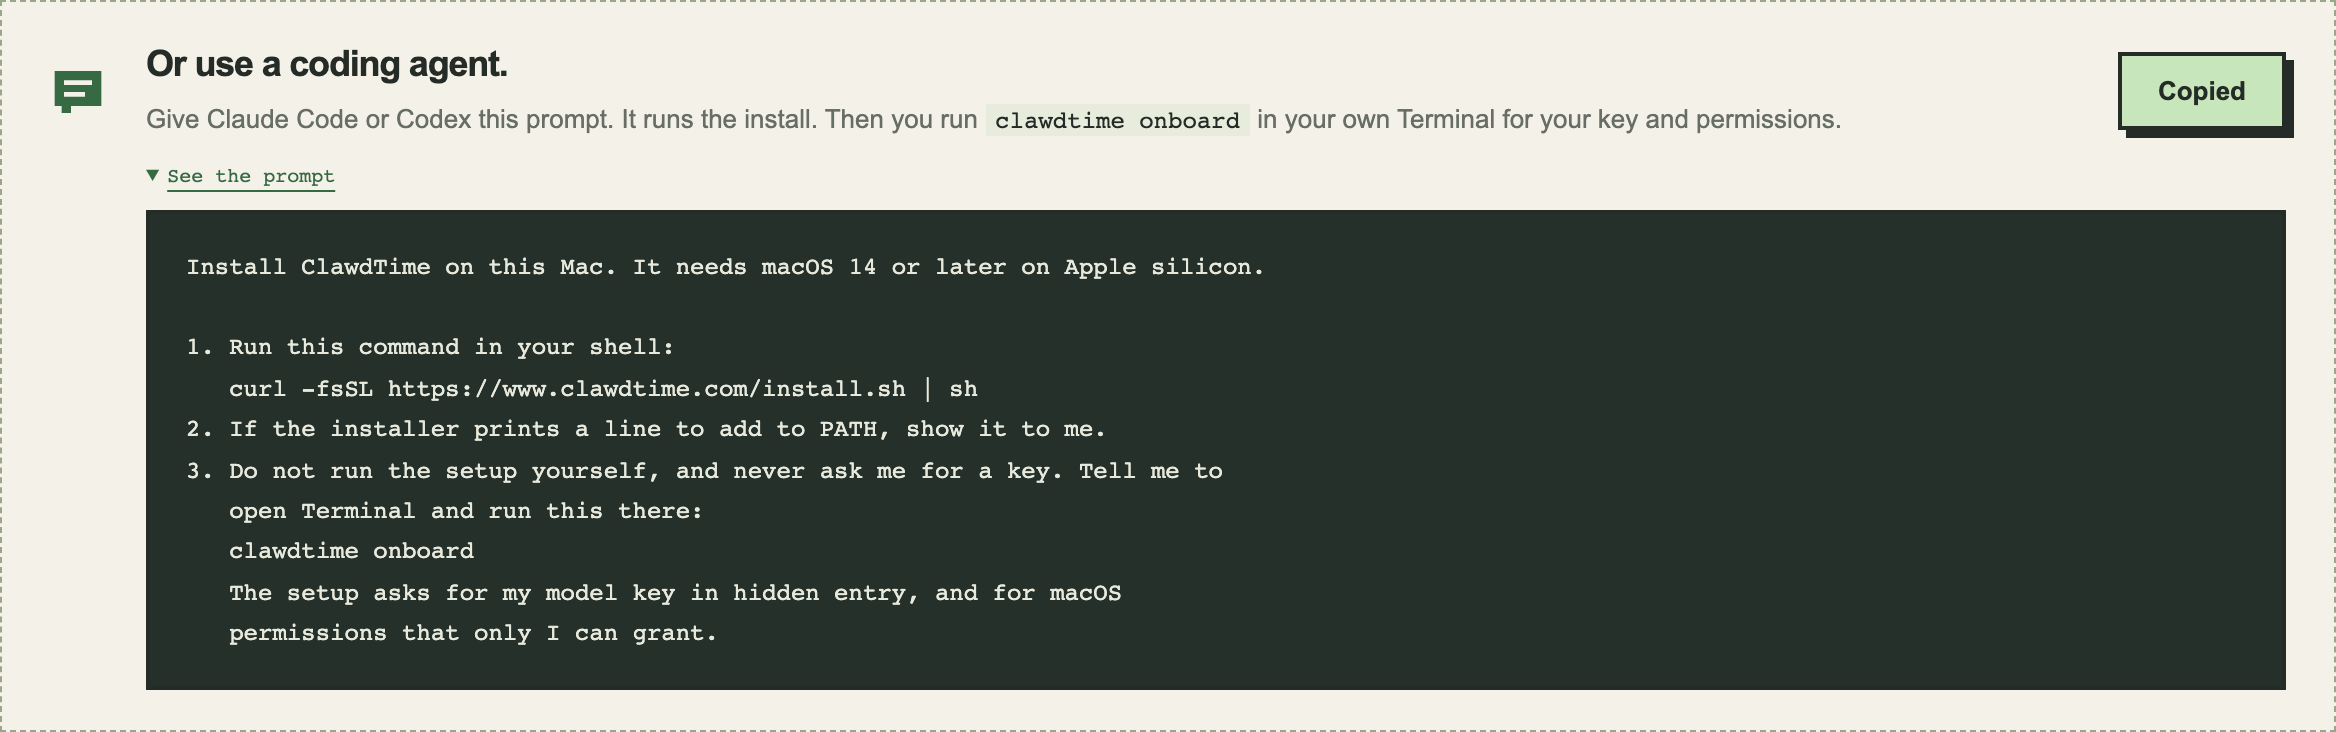 Or use a coding agent.
Give Claude Code or Codex this prompt. It runs the install. Then you run clawdtime onboard in your own Terminal for your key and permissions.
Copied
▼ See the prompt
Install ClawdTime on this Mac. It needs macOS 14 or later on Apple silicon.
1. Run this command in your shell:
curl -fsSL https://www.clawdtime.com/install.sh | sh
2. If the installer prints a line to add to PATH, show it to me.
3. Do not run the setup yourself, and never ask me for a key. Tell me to
open Terminal and run this there:
clawdtime onboard
The setup asks for my model key in hidden entry, and for macOS
permissions that only I can grant.